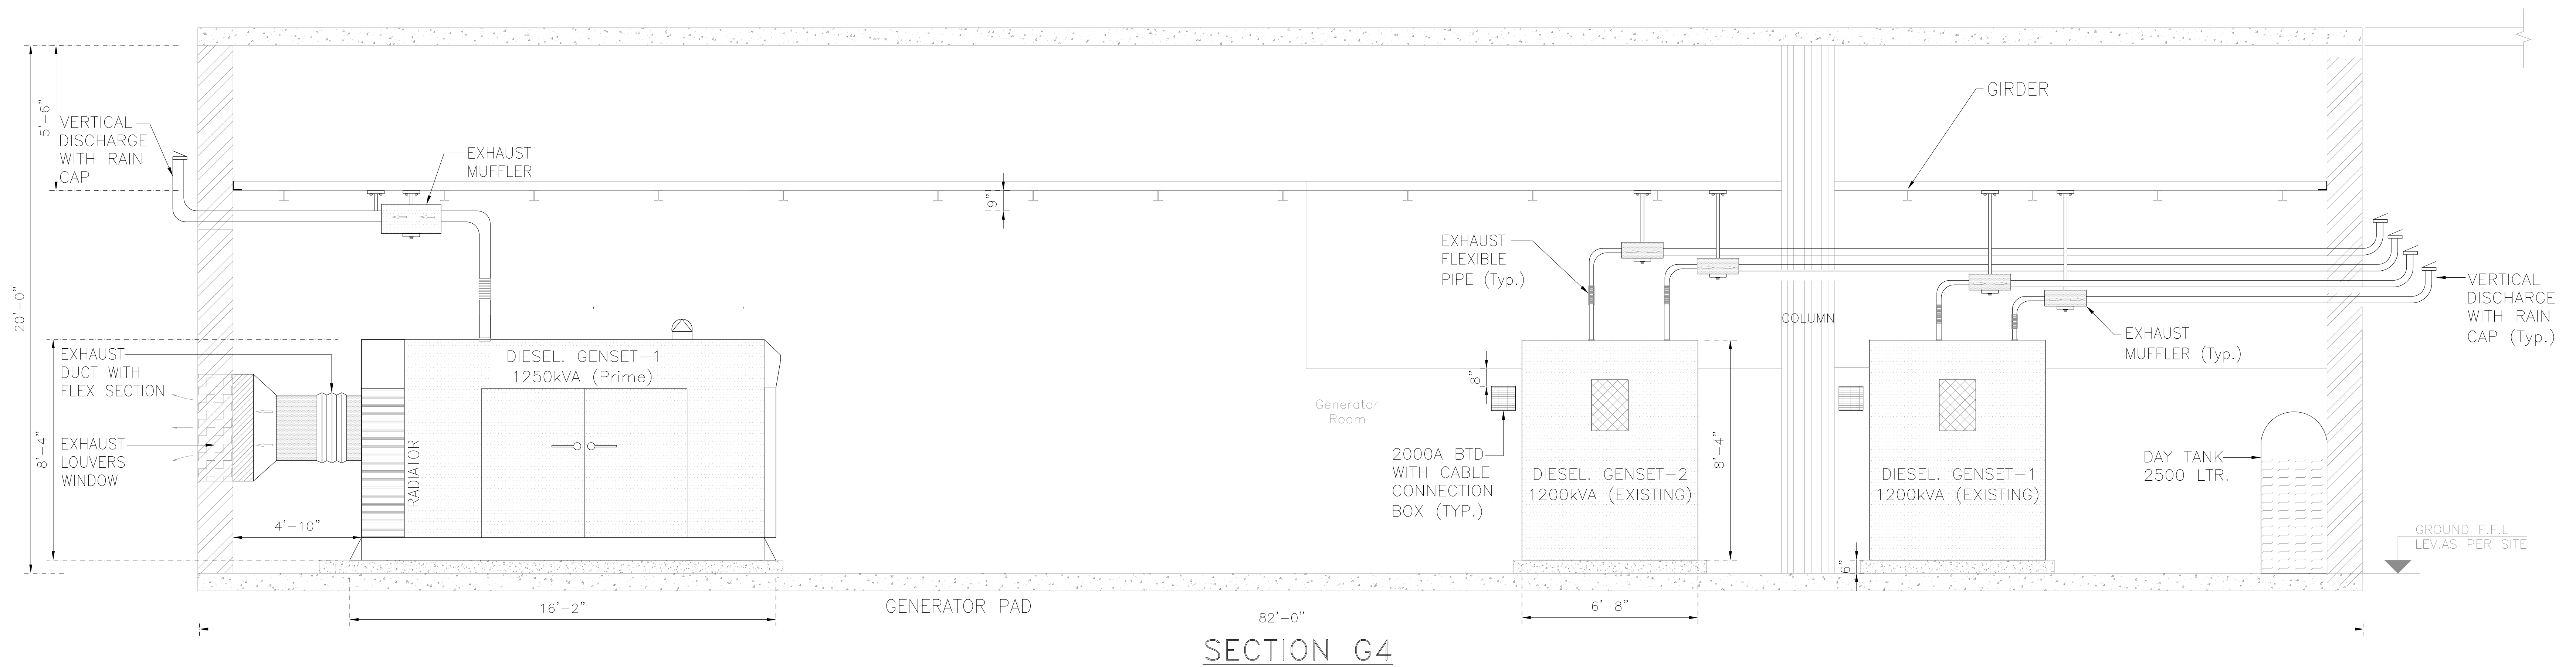 5'-6"
VERTICAL
DISCHARGE
WITH RAIN
CAP
EXHAUST
MUFFLER
GIRDER
9"
20'-0"
EXHAUST
FLEXIBLE
PIPE (Typ.)
VERTICAL
DISCHARGE
WITH RAIN
CAP (Typ.)
COLUMN
EXHAUST
MUFFLER (Typ.)
EXHAUST
DUCT WITH
FLEX SECTION
DIESEL. GENSET-1
1250kVA (Prime)
8'-4"
EXHAUST
LOUVERS
WINDOW
RADIATOR
4'-10"
Generator
Room
8"
2000A BTD
WITH CABLE
CONNECTION
BOX (TYP.)
DIESEL. GENSET-2
1200kVA (EXISTING)
8'-4"
DIESEL. GENSET-1
1200kVA (EXISTING)
DAY TANK
2500 LTR.
GROUND F.F.L
LEV.AS PER SITE
6"
16'-2"
GENERATOR PAD
82'-0"
6'-8"
SECTION G4